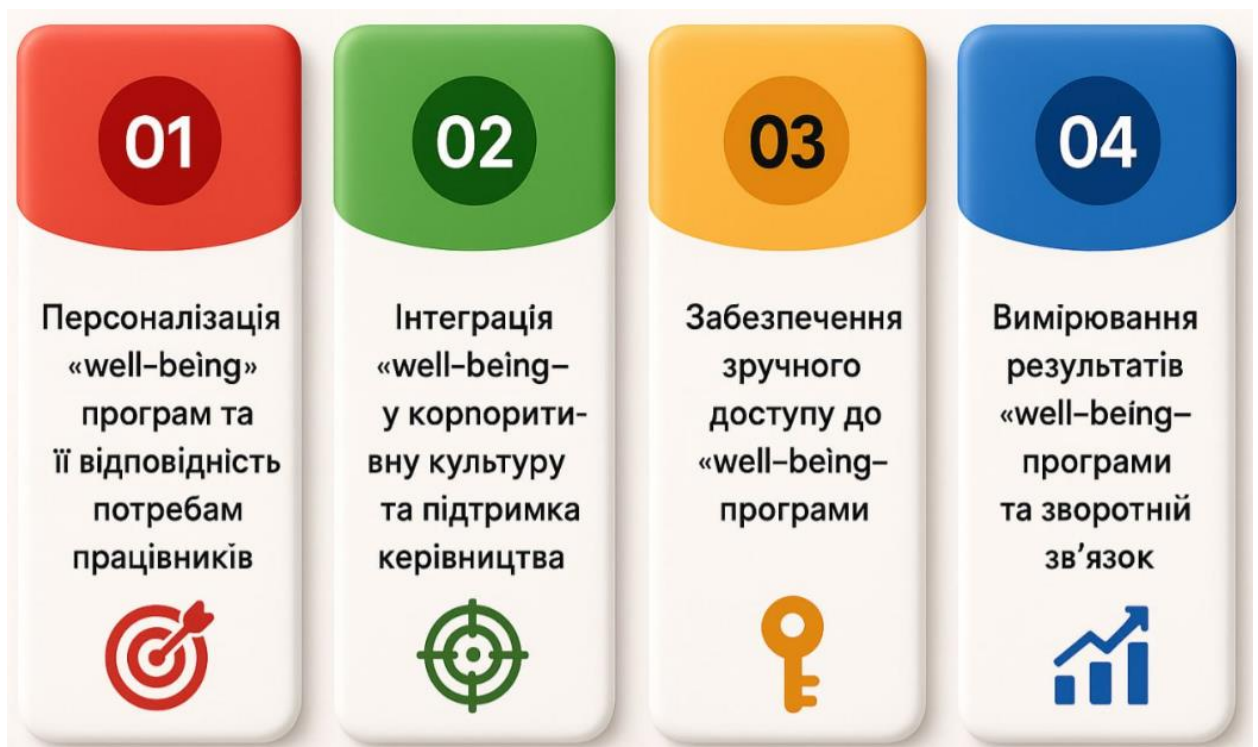 01
Персоналізація
«well-being»
програм та
її відповідність
потребам
працівників
02
Інтеграція
«well-being–
у корпорити-
вну культуру
та підтримка
керівництва
03
Забезпечення
зручного
доступу до
«well-being–
програми
04
Вимірювання
результатів
«well-being–
програми
та зворотній
зв’язок